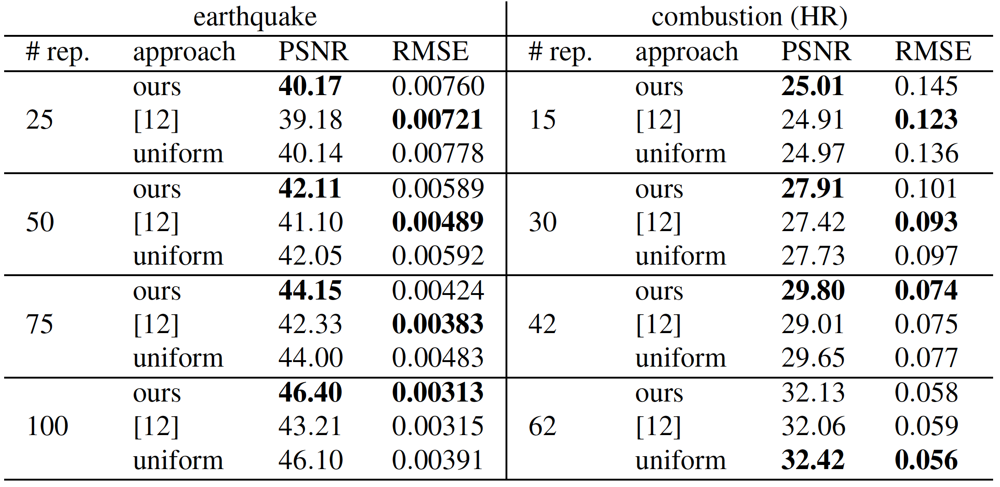 earthquake combustion (HR)
# rep. approach PSNR RMSE # rep. approach PSNR RMSE
ours 40.17 0.00760 ours 25.01 0.145
25 [12] 39.18 0.00721 15 [12] 24.91 0.123
uniform 40.14 0.00778 uniform 24.97 0.136
ours 42.11 0.00589 ours 27.91 0.101
50 [12] 41.10 0.00489 30 [12] 27.42 0.093
uniform 42.05 0.00592 uniform 27.73 0.097
ours 44.15 0.00424 ours 29.80 0.074
75 [12] 42.33 0.00383 42 [12] 29.01 0.075
uniform 44.00 0.00483 uniform 29.65 0.077
ours 46.40 0.00313 ours 32.13 0.058
100 [12] 43.21 0.00315 62 [12] 32.06 0.059
uniform 46.10 0.00391 uniform 32.42 0.056